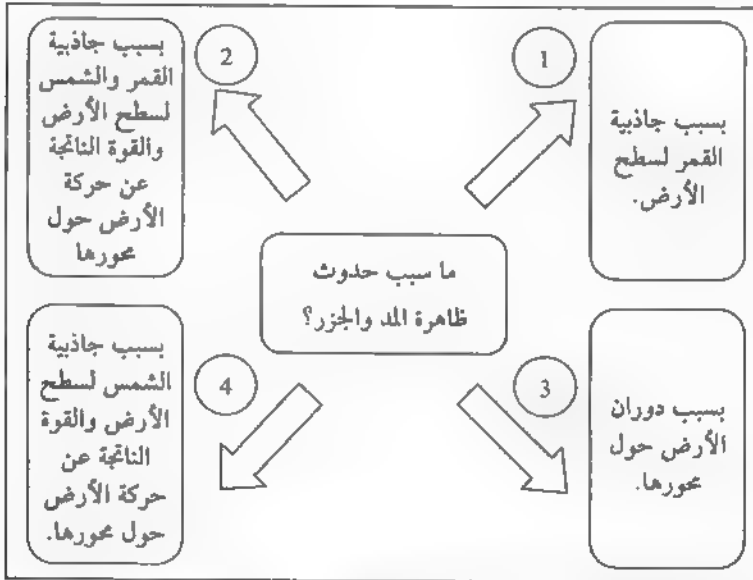 ما سبب حدوث
ظاهرة المد والجزر؟
1
بسبب جاذبية
القمر لسطح
الأرض.
2
بسبب جاذبية
القمر والشمس
لسطح الأرض
والقوة الناتجة
عن حركة
الأرض حول
محورها
3
بسبب دوران
الأرض حول
محورها.
4
بسبب جاذبية
الشمس لسطح
الأرض والقوة
الناتجة عن
حركة الأرض
حول محورها.